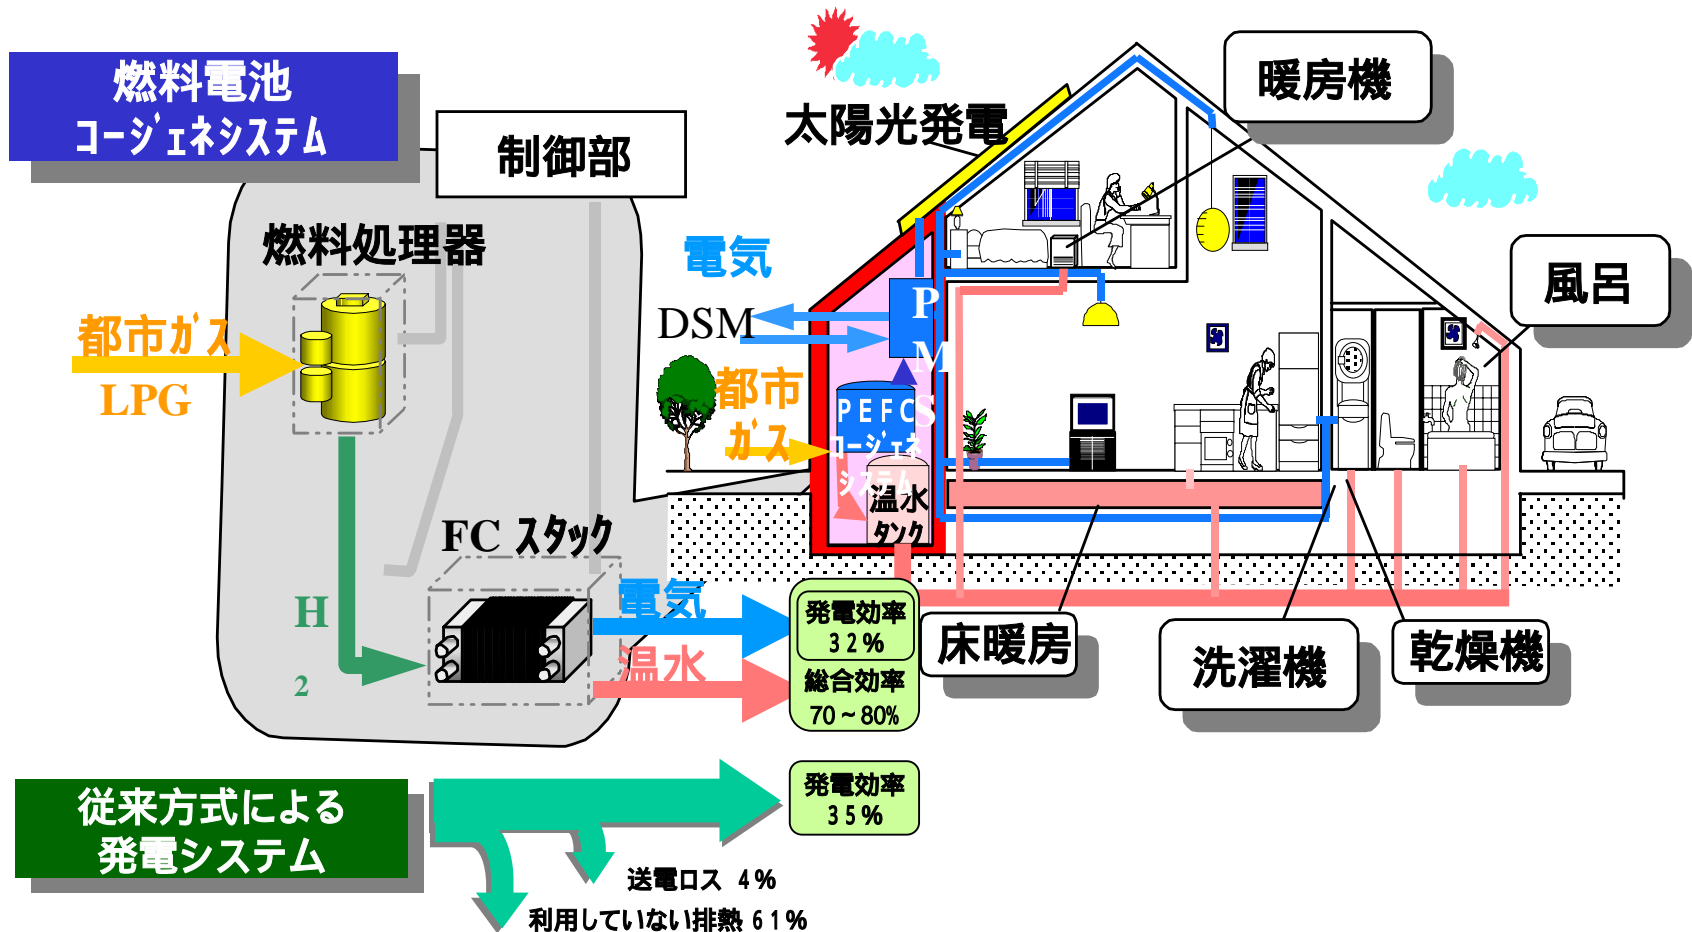 燃料電池
コージェネシステム
制御部
燃料処理器
都市ガス
LPG
H
2
FC スタック
電気
温水
太陽光発電
暖房機
風呂
電気
DSM
都市
ガス
P
M
S
PEFC
コージェネ
システム
温水
タンク
発電効率
32%
総合効率
70~80%
床暖房
洗濯機
乾燥機
従来方式による
発電システム
発電効率
35%
送電ロス 4%
利用していない排熱 61%